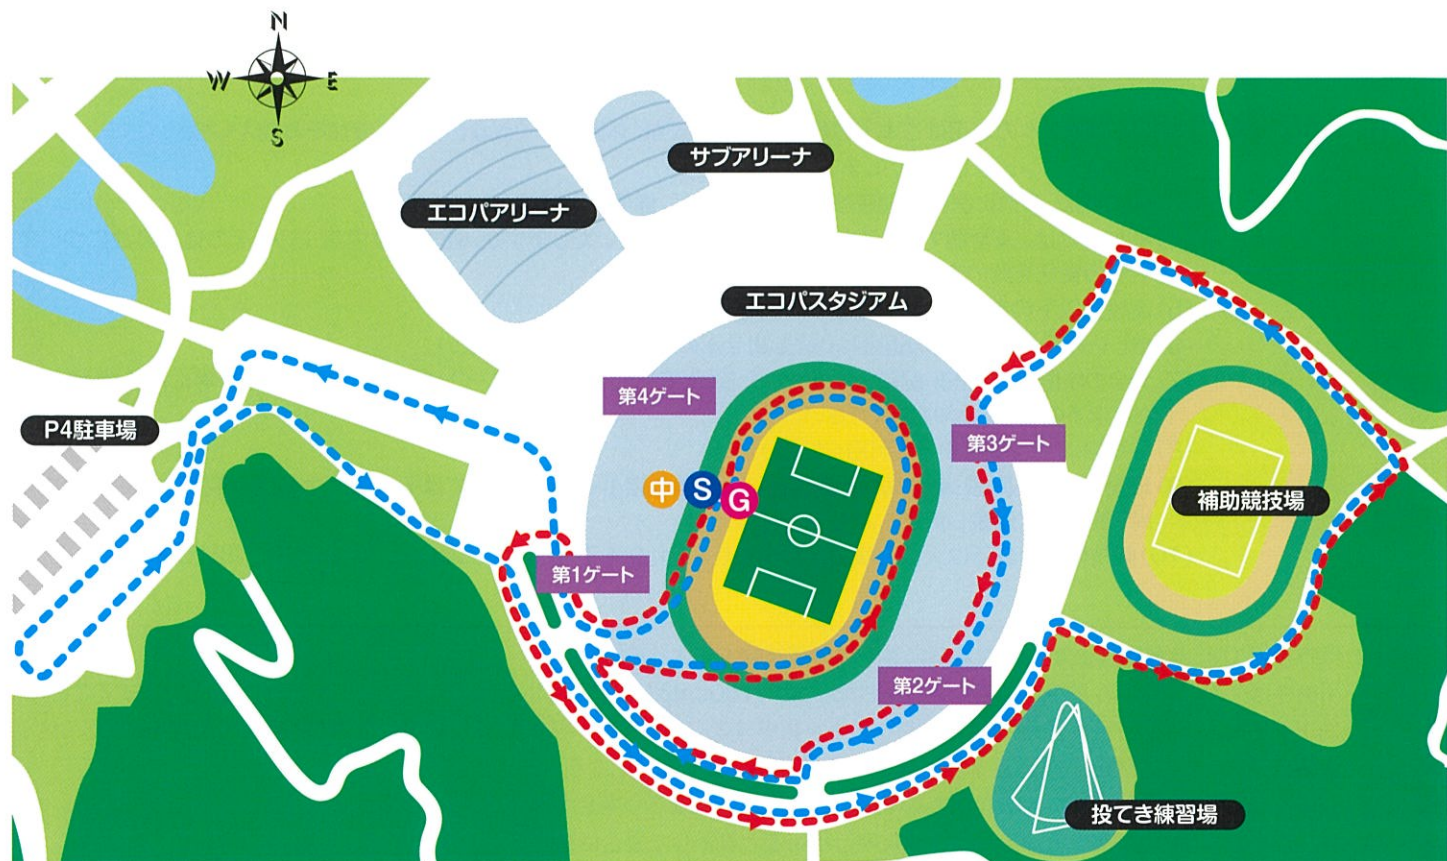 N
W
E
S
サブアリーナ
エコパアリーナ
エコパスタジアム
第4ゲート
P4駐車場
第3ゲート
中
S
G
補助競技場
第1ゲート
第2ゲート
投てき練習場